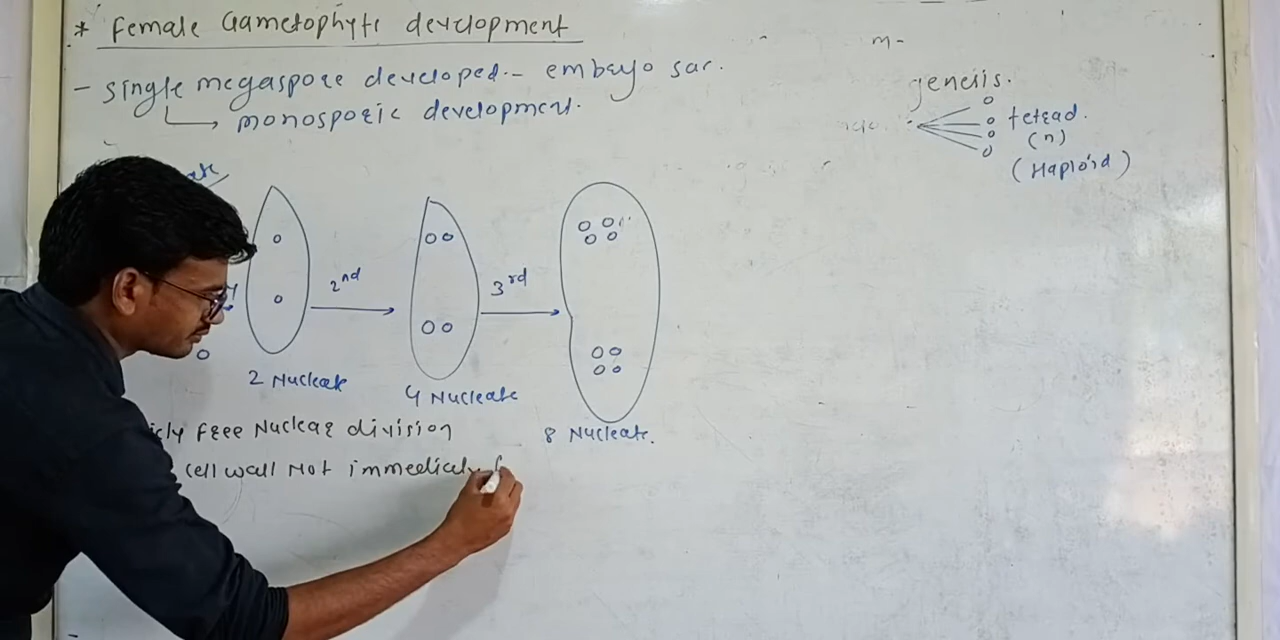 * Female Gametophyte development
- single megaspore developed.- embryo sac.
monosporic development.
m-
genesis.
tetrad.
(n)
(Haploid)
2nd
3rd
2 Nucleate
4 Nucleate
8 Nucleate.
Free Nuclear division
cell wall Not immedialy